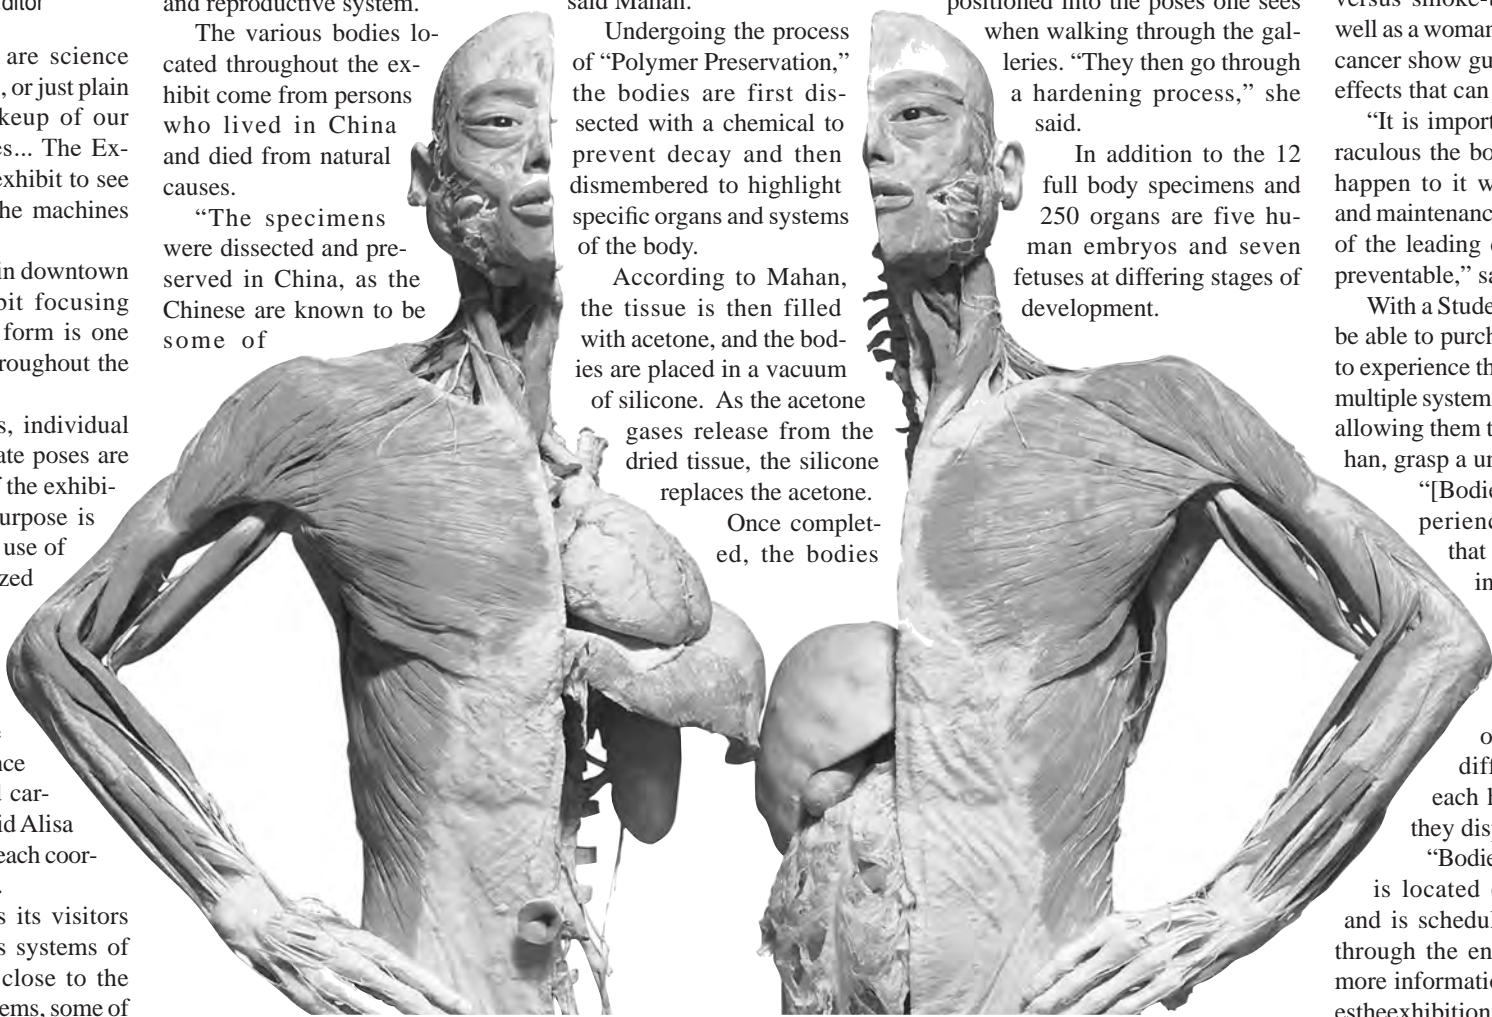 ditor
are science
, or just plain
keup of our
es... The Ex-
exhibit to see
he machines
in downtown
bit focusing
form is one
roughout the
s, individual
ate poses are
f the exhibi-
urpose is
use of
zed
nce
l car-
id Alisa
each coor-
.
s its visitors
s systems of
close to the
ems, some of
and reproductive system.
The various bodies lo-
cated throughout the ex-
hibit come from persons
who lived in China
and died from natural
causes.
“The specimens
were dissected and pre-
served in China, as the
Chinese are known to be
some of
said Mahan.
Undergoing the process
of “Polymer Preservation,”
the bodies are first dis-
sected with a chemical to
prevent decay and then
dismembered to highlight
specific organs and systems
of the body.
According to Mahan,
the tissue is then filled
with acetone, and the bod-
ies are placed in a vacuum
of silicone. As the acetone
gases release from the
dried tissue, the silicone
replaces the acetone.
Once complet-
ed, the bodies
positioned into the poses one sees
when walking through the gal-
leries. “They then go through
a hardening process,” she
said.
In addition to the 12
full body specimens and
250 organs are five hu-
man embryos and seven
fetuses at differing stages of
development.
versus smoke-
well as a woman
cancer show gu
effects that can
“It is import
raculous the bo
happen to it w
and maintenanc
of the leading
preventable,” sa
With a Stude
be able to purch
to experience th
multiple system
allowing them t
han, grasp a un
“[Bodie
perienc
that
in
o
diff
each h
they dis
“Bodie
is located
and is schedul
through the en
more informatio
estheexhibition